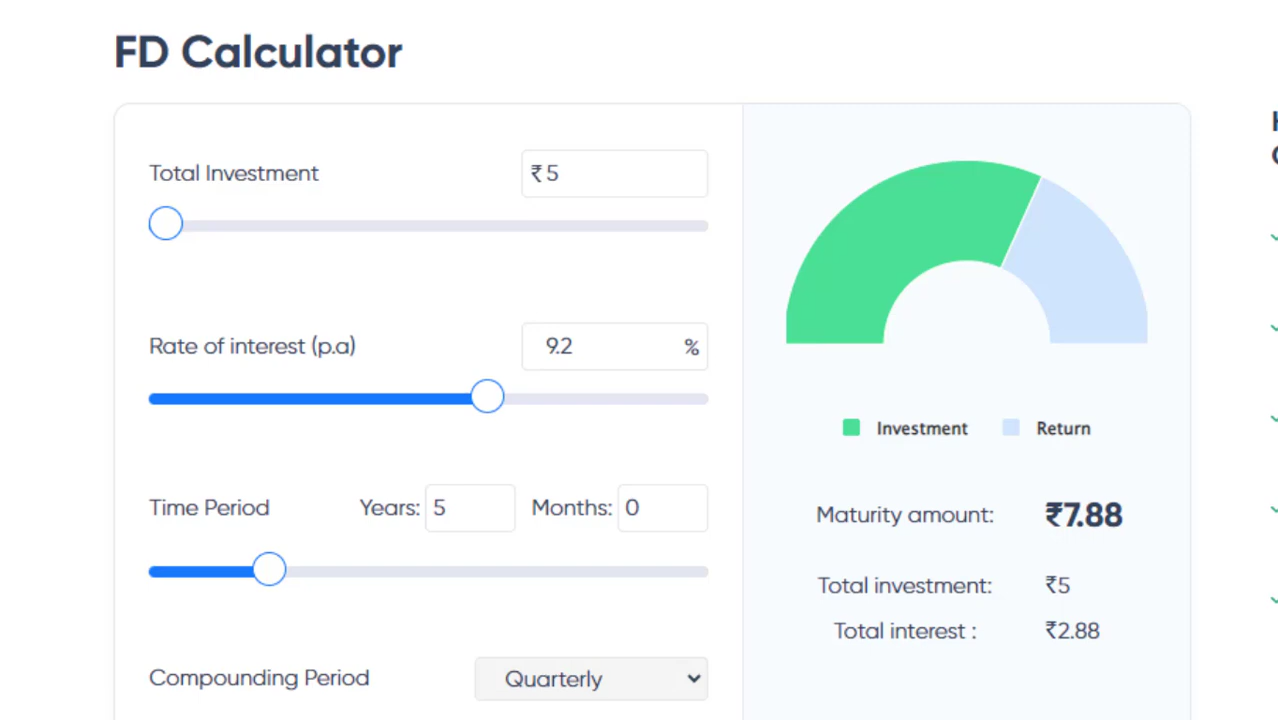 FD Calculator
Total Investment
₹ 5
Rate of interest (p.a)
9.2 %
Time Period Years: 5 Months: 0
Compounding Period Quarterly
Investment Return
Maturity amount: ₹7.88
Total investment: ₹5
Total interest : ₹2.88